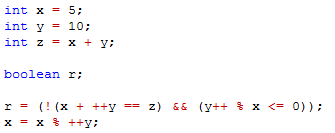 int x = 5;
int y = 10;
int z = x + y;
boolean r;
r = (!(x + ++y == z) && (y++ % x <= 0));
x = x % ++y;